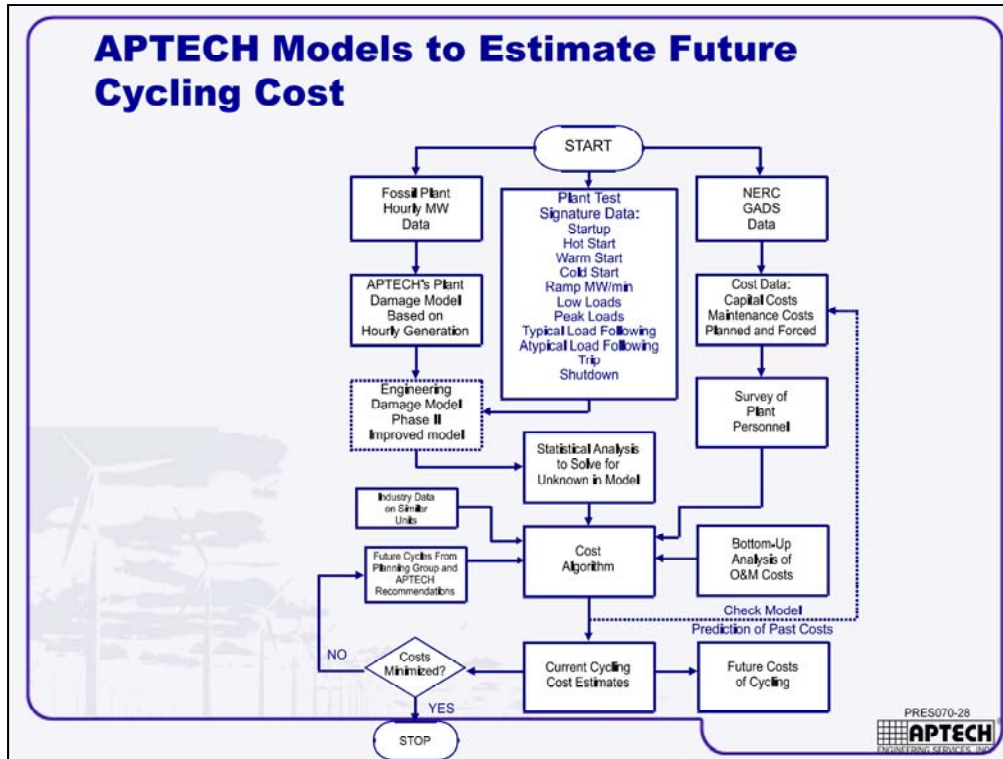 APTECH Models to Estimate Future
Cycling Cost
START
Fossil Plant
Hourly MW
Data
Plant Test
Signature Data:
Startup
Hot Start
Warm Start
Cold Start
Ramp MW/min
Low Loads
Peak Loads
Typical Load Following
Atypical Load Following
Trip
Shutdown
NERC
GADS
Data
APTECH's Plant
Damage Model
Based on
Hourly Generation
Cost Data:
Capital Costs
Maintenance Costs
Planned and Forced
Engineering
Damage Model
Phase II
Improved model
Survey of
Plant
Personnel
Statistical Analysis
to Solve for
Unknown in Model
Industry Data
on Similar
Units
Future Cycles From
Planning Group and
APTECH
Recommendations
Cost
Algorithm
Bottom-Up
Analysis of
O&M Costs
Check Model
Prediction of Past Costs
NO
Costs
Minimized?
Current Cycling
Cost Estimates
Future Costs
of Cycling
YES
STOP
PRES070-28
APTECH
ENGINEERING SERVICES, INC.